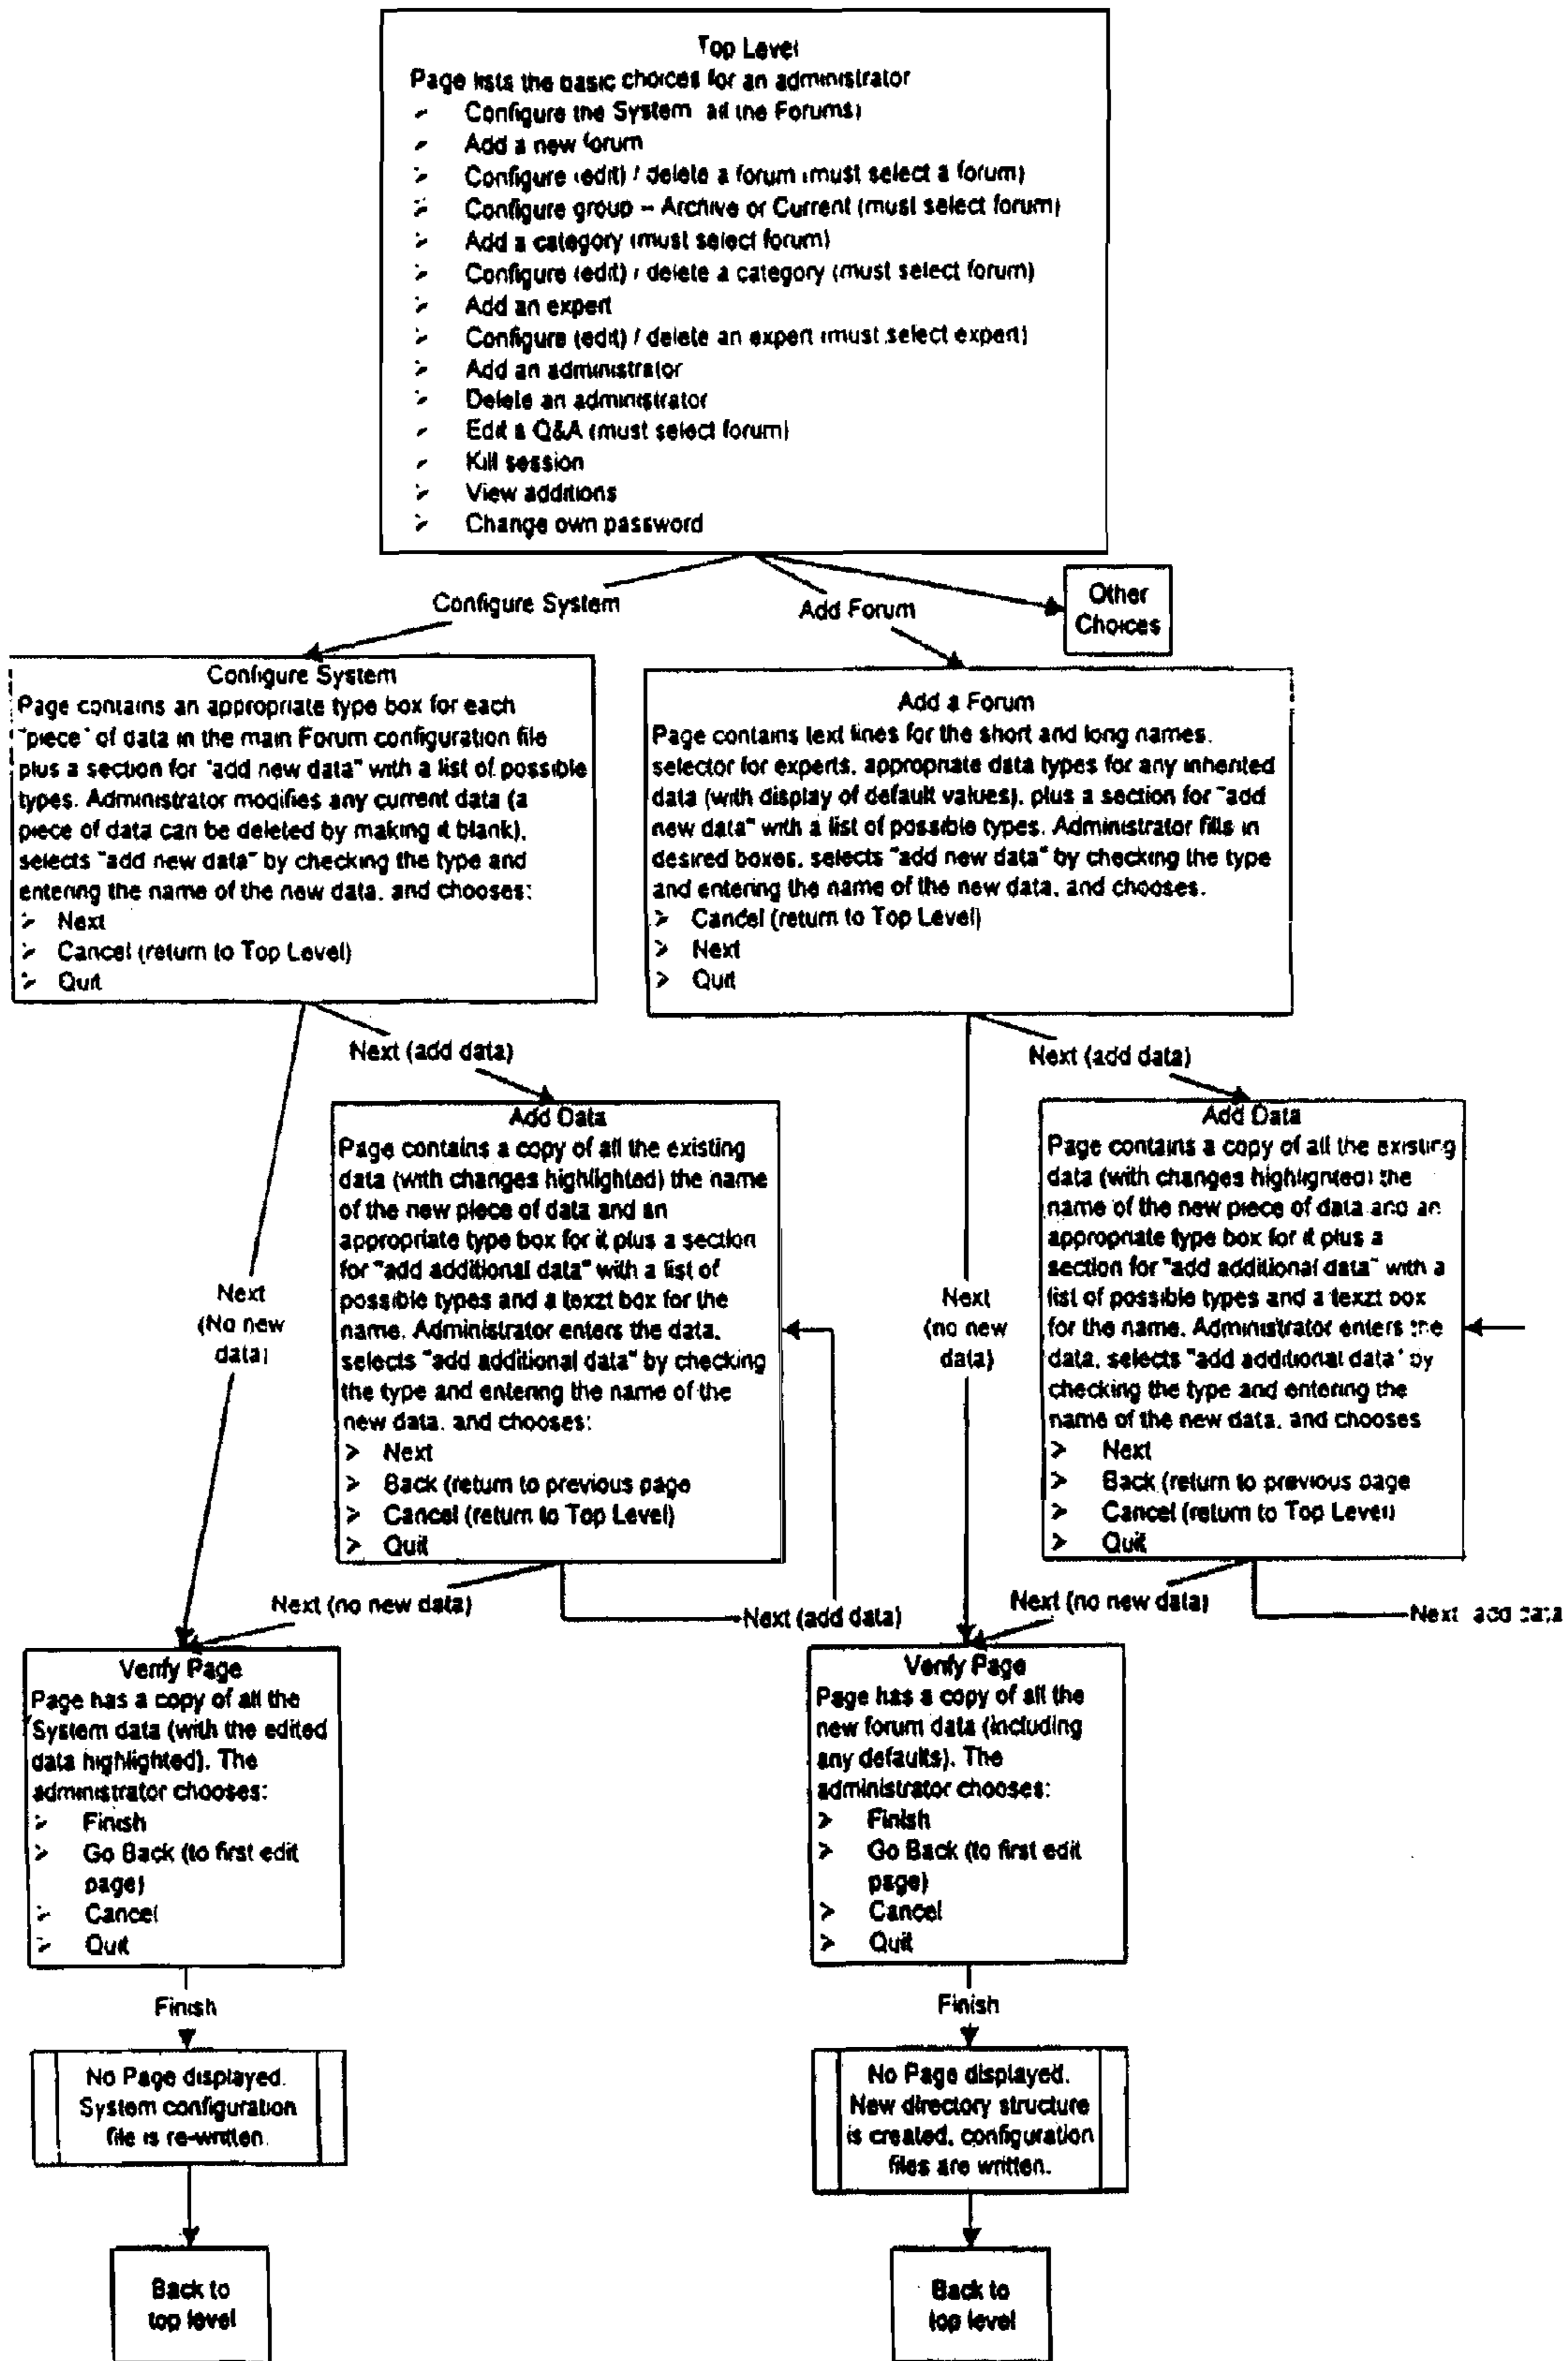 Top Level
Page lists the basic choices for an administrator
➢ Configure the System all the Forums)
➢ Add a new forum
➢ Configure (edit) / delete a forum (must select a forum)
➢ Configure group – Archive or Current (must select forum)
➢ Add a category (must select forum)
➢ Configure (edit) / delete a category (must select forum)
➢ Add an expert
➢ Configure (edit) / delete an expert (must select expert)
➢ Add an administrator
➢ Delete an administrator
➢ Edit a Q&A (must select forum)
➢ Kill session
➢ View additions
➢ Change own password
Configure System
Add Forum
Other
Choices
Configure System
Page contains an appropriate type box for each
"piece" of data in the main Forum configuration file
plus a section for "add new data" with a list of possible
types. Administrator modifies any current data (a
piece of data can be deleted by making it blank),
selects "add new data" by checking the type and
entering the name of the new data, and chooses:
➢ Next
➢ Cancel (return to Top Level)
➢ Quit
Add a Forum
Page contains text lines for the short and long names.
selector for experts, appropriate data types for any inherited
data (with display of default values), plus a section for "add
new data" with a list of possible types. Administrator fills in
desired boxes, selects "add new data" by checking the type
and entering the name of the new data, and chooses.
➢ Cancel (return to Top Level)
➢ Next
➢ Quit
Next (add data)
Next (add data)
Add Data
Page contains a copy of all the existing
data (with changes highlighted) the name
of the new piece of data and an
appropriate type box for it plus a section
for "add additional data" with a list of
possible types and a texzt box for the
name. Administrator enters the data,
selects "add additional data" by checking
the type and entering the name of the
new data, and chooses:
➢ Next
➢ Back (return to previous page
➢ Cancel (return to Top Level)
➢ Quit
Next
(No new
data)
Add Data
Page contains a copy of all the existing
data (with changes highlighted) the
name of the new piece of data and an
appropriate type box for it plus a
section for "add additional data" with a
list of possible types and a texzt box
for the name. Administrator enters the
data, selects "add additional data" by
checking the type and entering the
name of the new data, and chooses
➢ Next
➢ Back (return to previous page
➢ Cancel (return to Top Level)
➢ Quit
Next
(no new
data)
Next (no new data)
Next (add data)
Next (no new data)
Next add data
Verify Page
Page has a copy of all the
System data (with the edited
data highlighted). The
administrator chooses:
➢ Finish
➢ Go Back (to first edit
page)
➢ Cancel
➢ Quit
Verify Page
Page has a copy of all the
new forum data (including
any defaults). The
administrator chooses:
➢ Finish
➢ Go Back (to first edit
page)
➢ Cancel
➢ Quit
Finish
Finish
No Page displayed.
System configuration
file is re-written.
No Page displayed.
New directory structure
is created, configuration
files are written.
Back to
top level
Back to
top level